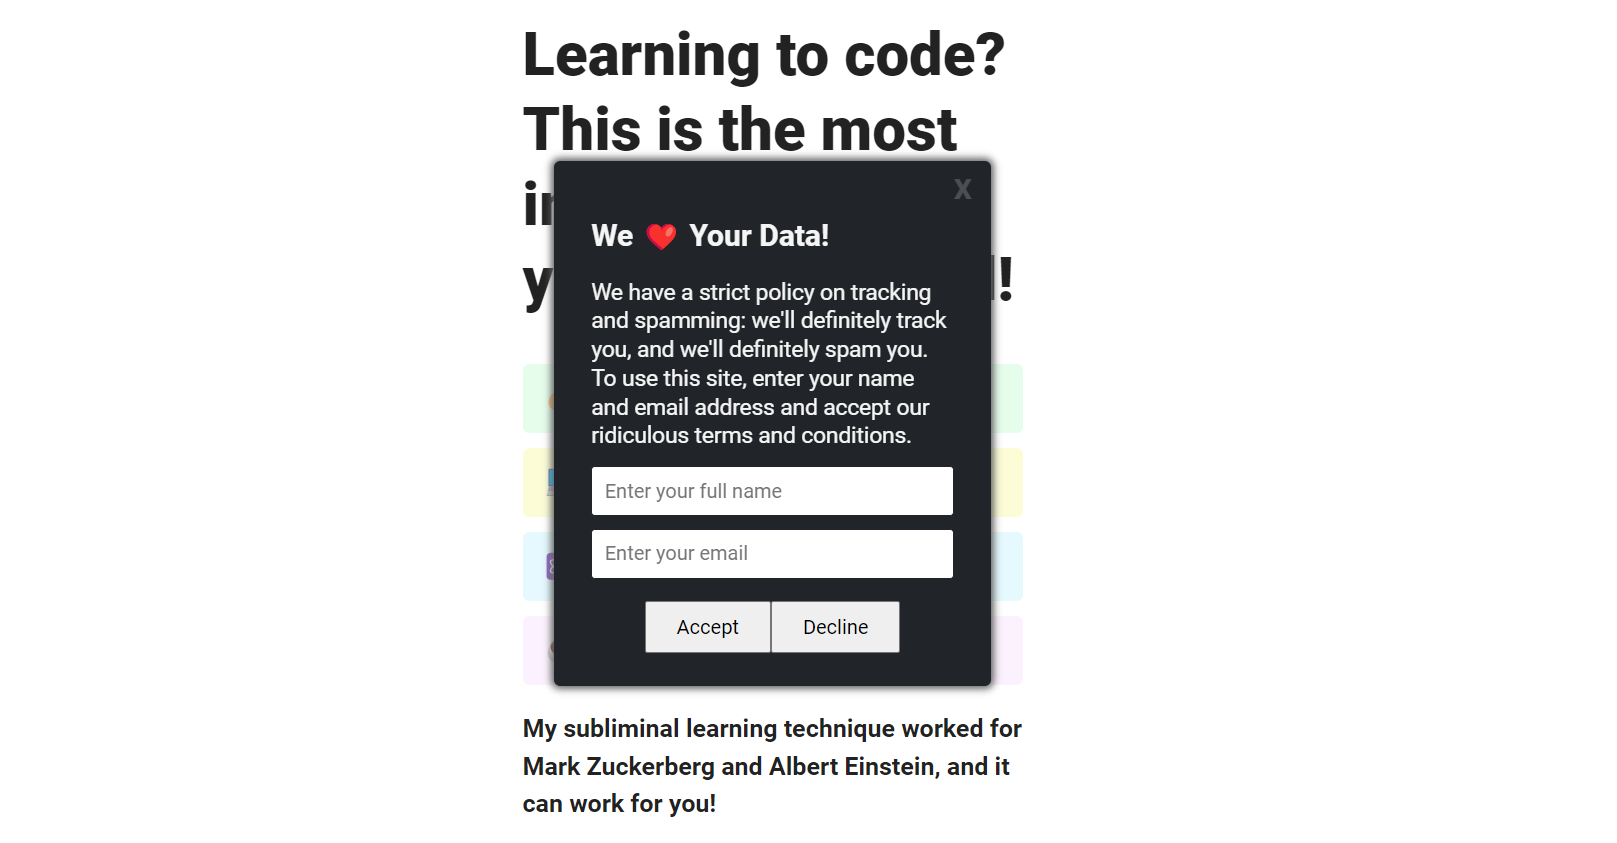 Learning to code?
This is the most
X
We ❤️ Your Data!
We have a strict policy on tracking
and spamming: we'll definitely track
you, and we'll definitely spam you.
To use this site, enter your name
and email address and accept our
ridiculous terms and conditions.
Enter your full name
Enter your email
Accept
Decline
My subliminal learning technique worked for
Mark Zuckerberg and Albert Einstein, and it
can work for you!